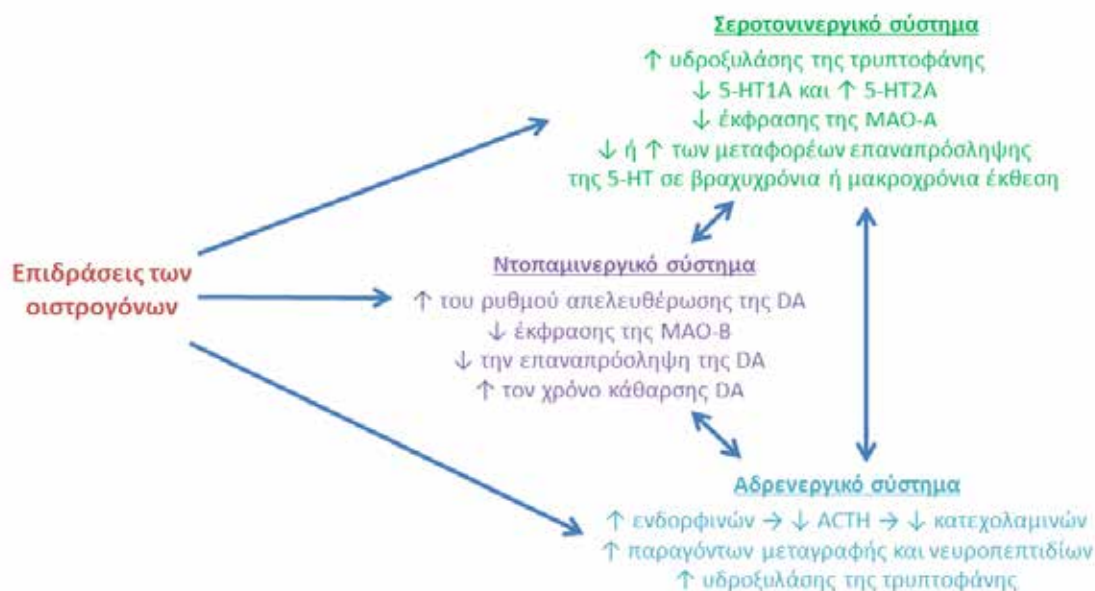 Σεροτονινεργικό σύστημα
↑ υδροξυλάσης της τρυπτοφάνης
↓ 5-HT1A και ↑ 5-HT2A
↓ έκφρασης της MAO-A
↓ ή ↑ των μεταφορέων επαναπρόσληψης
της 5-HT σε βραχυχρόνια ή μακροχρόνια έκθεση
Επιδράσεις των
οιστρογόνων
Ντοπαμινεργικό σύστημα
↑ του ρυθμού απελευθέρωσης της DA
↓ έκφρασης της MAO-B
↓ την επαναπρόσληψη της DA
↑ τον χρόνο κάθαρσης DA
Αδρενεργικό σύστημα
↑ ενδορφινών → ↓ ACTH → ↓ κατεχολαμινών
↑ παραγόντων μεταγραφής και νευροπεπτιδίων
↑ υδροξυλάσης της τρυπτοφάνης